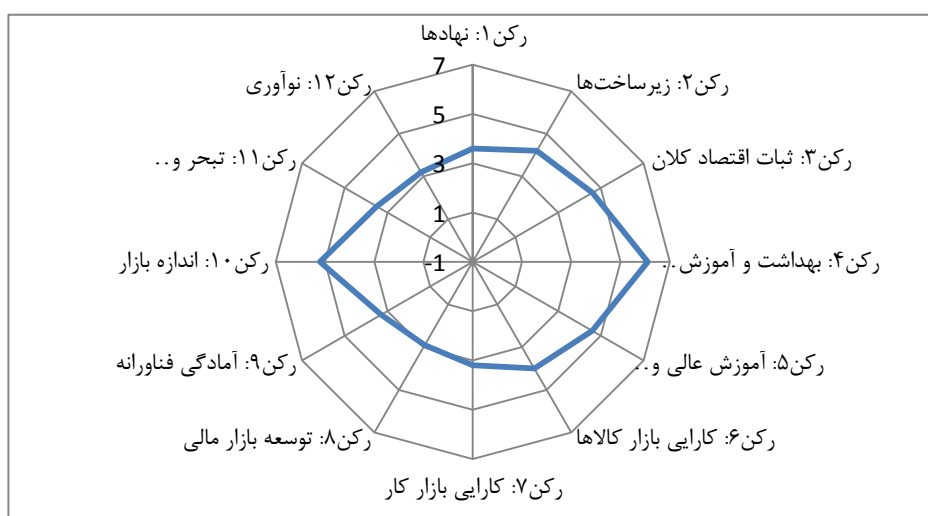 رکن۱: نهادها
رکن۲: زیرساخت‌ها
رکن۳: ثبات اقتصاد کلان
رکن۴: بهداشت و آموزش..
رکن۵: آموزش عالی و..
رکن۶: کارایی بازار کالاها
رکن۷: کارایی بازار کار
رکن۸: توسعه بازار مالی
رکن۹: آمادگی فناورانه
رکن۱۰: اندازه بازار
رکن۱۱: تبحر و..
رکن۱۲: نوآوری
7
5
3
1
-1